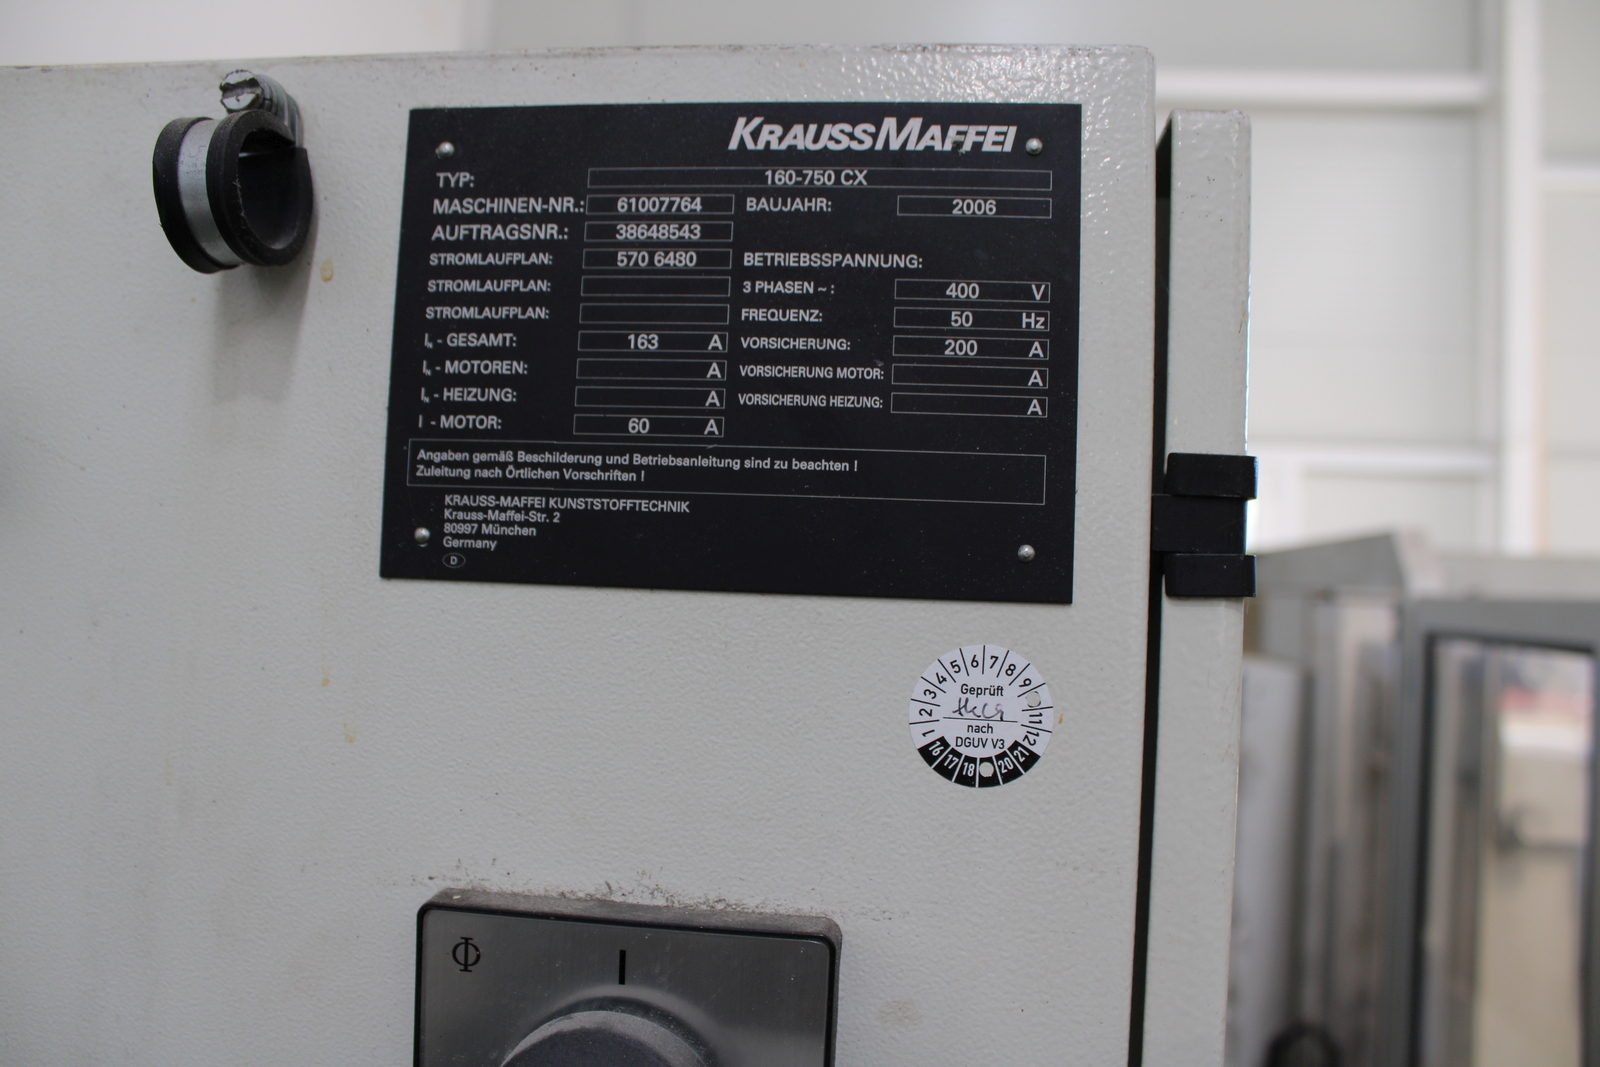 KRAUSSMAFFEI
TYP: 160-750 CX
MASCHINEN-NR.: 61007764 BAUJAHR: 2006
AUFTRAGSNR.: 38648543
STROMLAUFPLAN: 570 6480 BETRIEBSSPANNUNG:
STROMLAUFPLAN: 3 PHASEN ~ : 400 V
STROMLAUFPLAN: FREQUENZ: 50 Hz
IN - GESAMT: 163 A VORSICHERUNG: 200 A
IN - MOTOREN: A VORSICHERUNG MOTOR: A
IN - HEIZUNG: A VORSICHERUNG HEIZUNG: A
I - MOTOR: 60 A
Angaben gemäß Beschilderung und Betriebsanleitung sind zu beachten !
Zuleitung nach Örtlichen Vorschriften !
KRAUSS-MAFFEI KUNSTSTOFFTECHNIK
Krauss-Maffei-Str. 2
80997 München
Germany
D
1 2 3 4 5 6 7 8 9 11 12
Geprüft
nach
DGUV V3
16 17 18 20 21
I